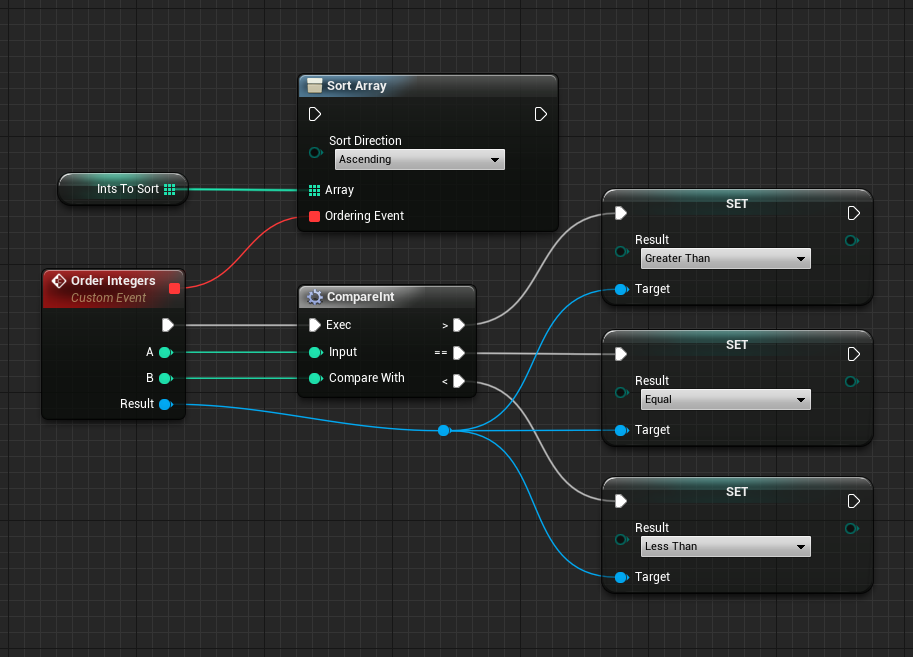 Sort Array
Sort Direction
Ascending
Array
Ordering Event
Ints To Sort
Order Integers
Custom Event
A
B
Result
CompareInt
Exec >
Input ==
Compare With <
SET
Result
Greater Than
Target
SET
Result
Equal
Target
SET
Result
Less Than
Target